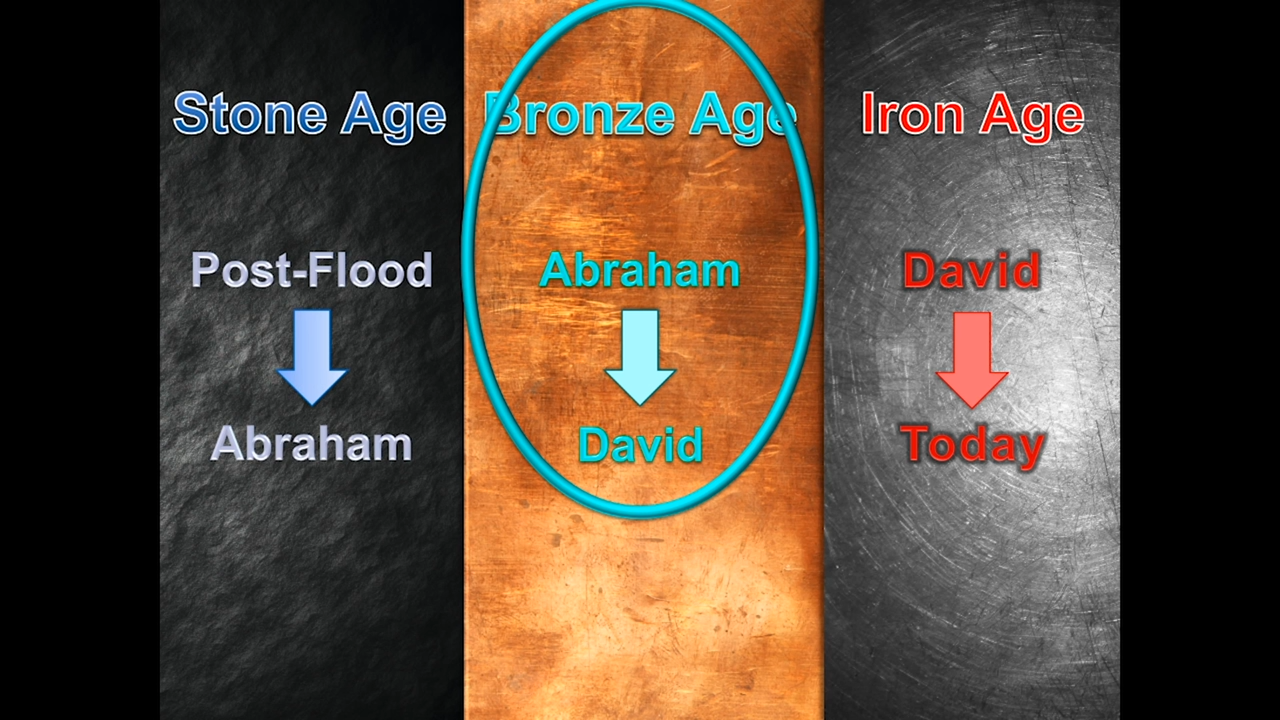 Stone Age
Post-Flood
Abraham
Bronze Age
Abraham
David
Iron Age
David
Today